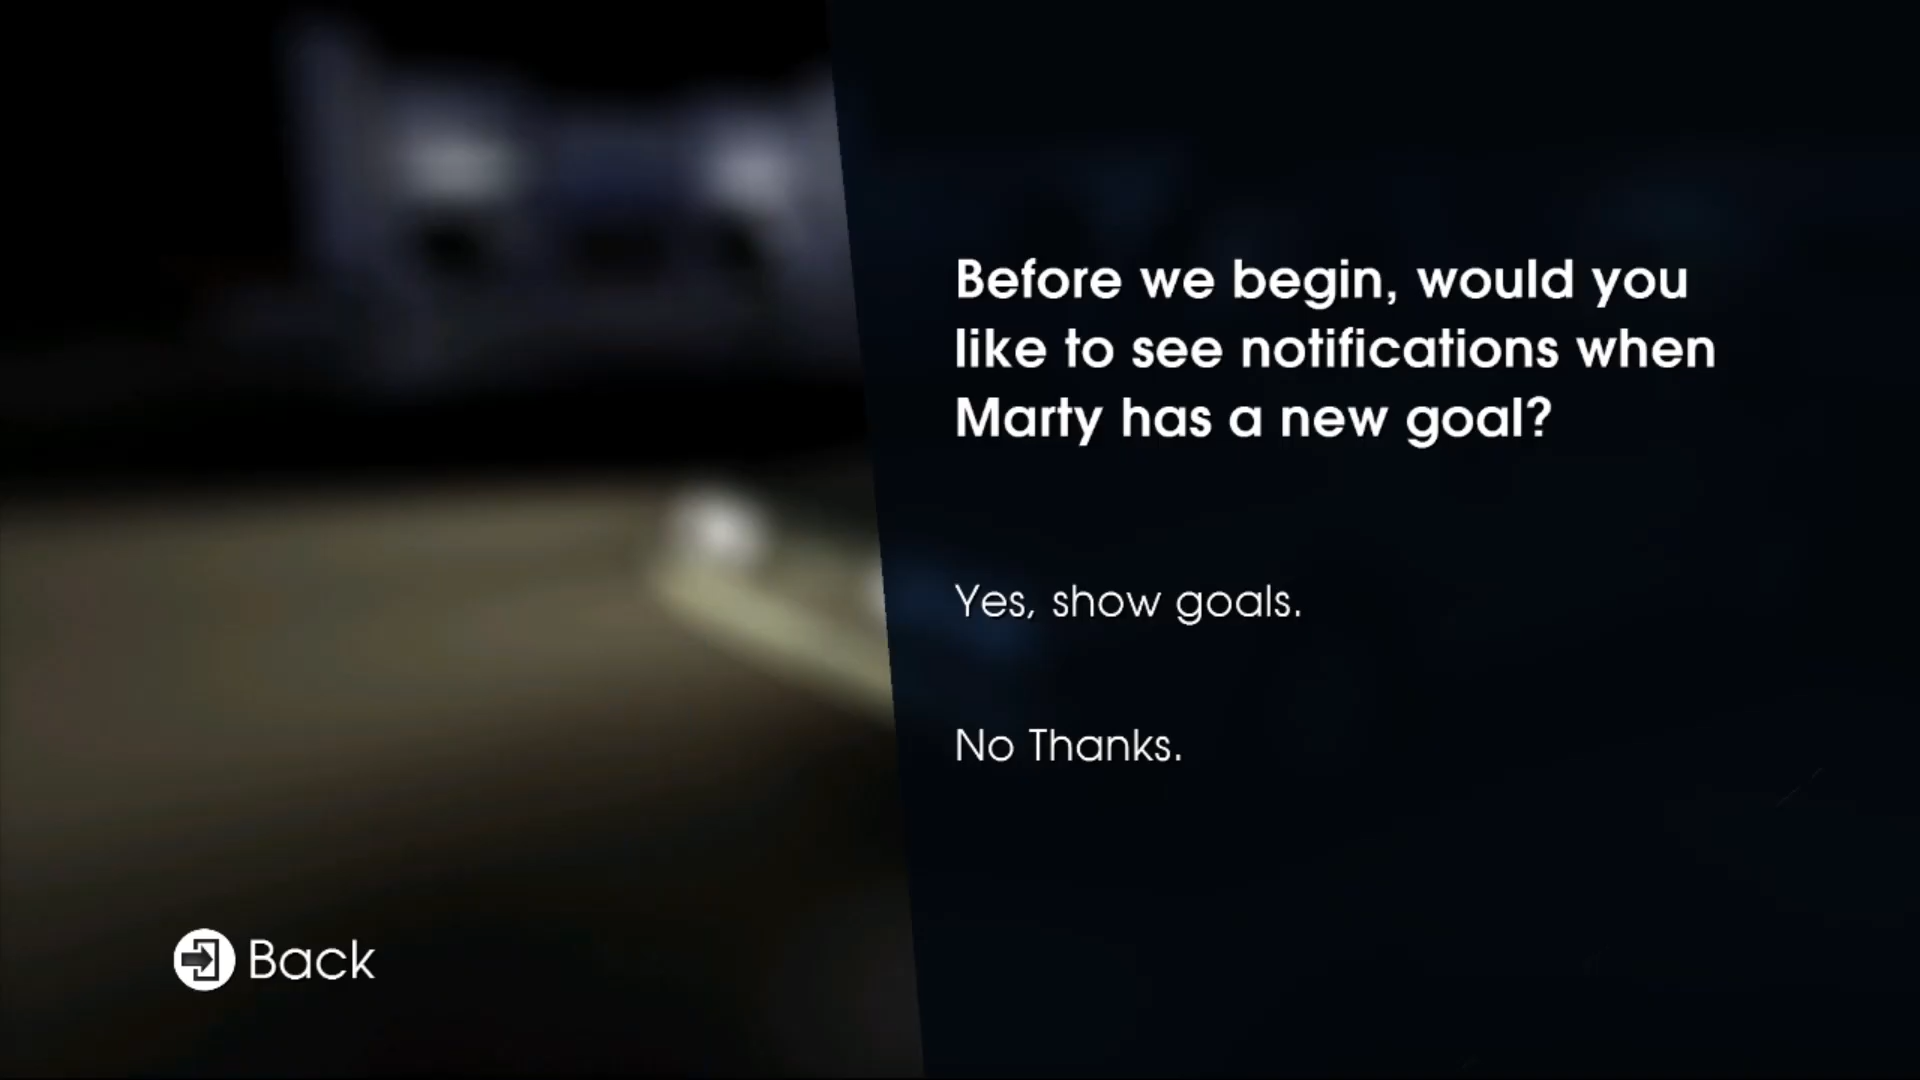 Before we begin, would you
like to see notifications when
Marty has a new goal?
Yes, show goals.
No Thanks.
Back